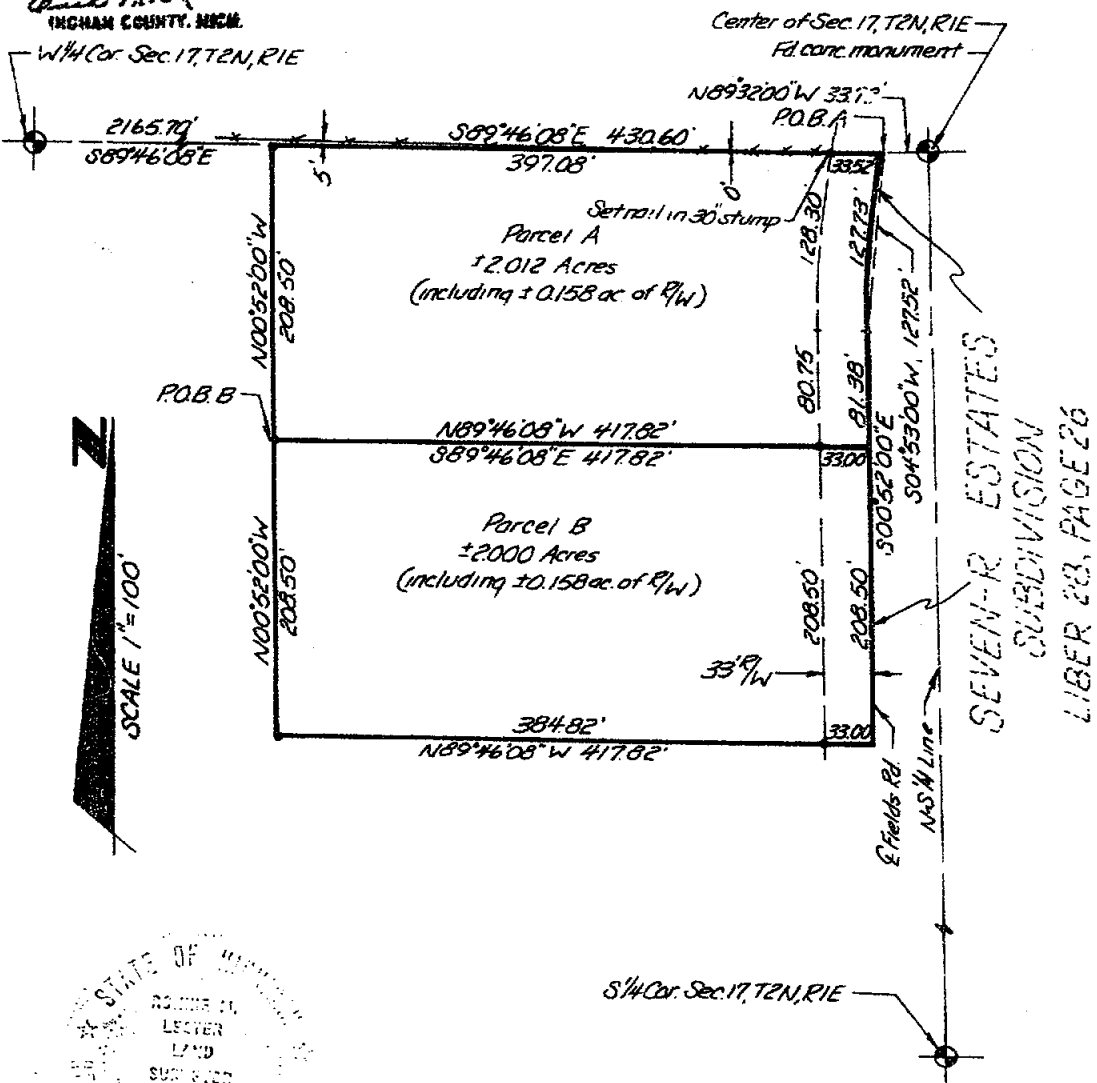 INGHAM COUNTY, MICH.
W¼ Cor. Sec. 17, T2N, R1E
Center of Sec. 17, T2N, R1E
Fd. conc. monument
N89°32'00"W
P.O.B. A
2165.70'
S89°46'08"E
S89°46'08"E 430.60'
397.08'
33.52'
5'
0'
Set nail in 30" stump
128.30'
127.73'
Parcel A
±2.012 Acres
(including ±0.158 ac of R/W)
N00°52'00"W
208.50'
80.75'
81.38'
S04°53'00"W, 127.52'
S00°52'00"E
P.O.B. B
N89°46'08"W 417.82'
S89°46'08"E 417.82'
33.00
Parcel B
±2.000 Acres
(including ±0.158 ac. of R/W)
N00°52'00"W
208.50'
208.50'
208.50'
33' R/W
384.82'
33.00
N89°46'08"W 417.82'
Z
SCALE 1"=100'
SEVEN-R ESTATES
SUBDIVISION
LIBER 28, PAGE 26
℄ Fields Rd.
N-S ¼ Line
S¼ Cor. Sec. 17, T2N, R1E
STATE OF
LESTER
LAND